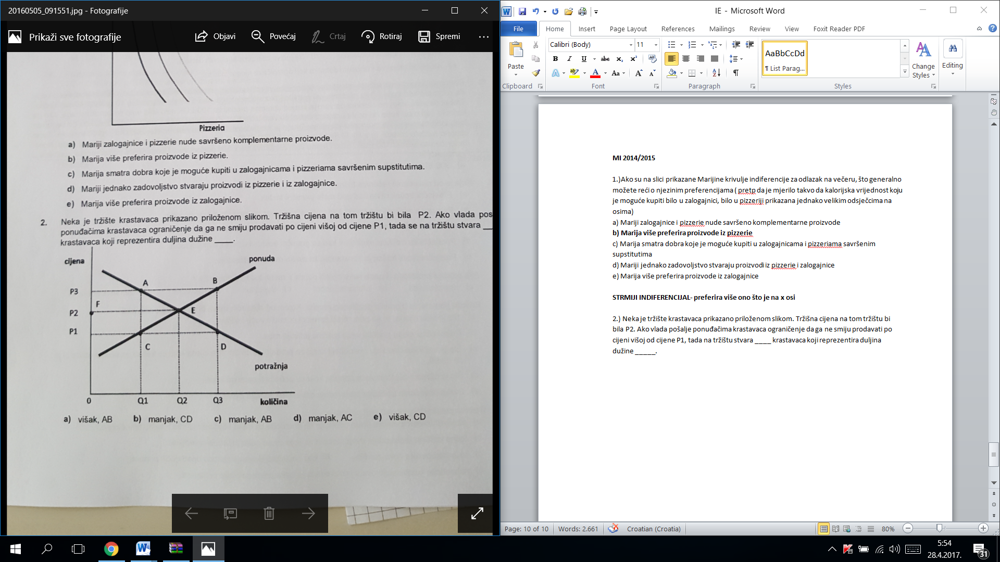 20160505_091551.jpg - Fotografije
Prikaži sve fotografije
Objavi
Povećaj
Crtaj
Rotiraj
Spremi
Pizzeria
a) Mariji zalogajnice i pizzerie nude savršeno komplementarne proizvode.
b) Marija više preferira proizvode iz pizzerie.
c) Marija smatra dobra koje je moguće kupiti u zalogajnicama i pizzeriama savršenim supstitutima.
d) Mariji jednako zadovoljstvo stvaraju proizvodi iz pizzerie i iz zalogajnice.
e) Marija više preferira proizvode iz zalogajnice.
2. Neka je tržište krastavaca prikazano priloženom slikom. Tržišna cijena na tom tržištu bi bila P2. Ako vlada pos
ponuđačima krastavaca ograničenje da ga ne smiju prodavati po cijeni višoj od cijene P1, tada se na tržištu stvara __
krastavaca koji reprezentira duljina dužine ____.
cijena
ponuda
A
B
P3
F
P2
E
P1
C
D
potražnja
0
Q1
Q2
Q3
količina
a) višak, AB b) manjak, CD c) manjak, AB d) manjak, AC e) višak, CD
IE - Microsoft Word
File
Home
Insert
Page Layout
References
Mailings
Review
View
Foxit Reader PDF
Paste
Clipboard
Calibri (Body)
11
Font
Paragraph
AaBbCcDd
¶ List Parag...
Change
Styles
Styles
Editing
MI 2014/2015
1.)Ako su na slici prikazane Marijine krivulje indiferencije za odlazak na večeru, što generalno
možete reći o njezinim preferencijama ( pretp da je mjerilo takvo da kalorijska vrijednost koju
je moguće kupiti bilo u zalogajnici, bilo u pizzeriji prikazana jednako velikim odsječcima na
osima)
a) Mariji zalogajnice i pizzerie nude savršeno komplementarne proizvode
b) Marija više preferira proizvode iz pizzerie
c) Marija smatra dobra koje je moguće kupiti u zalogajnicama i pizzeriama savršenim
supstitutima
d) Mariji jednako zadovoljstvo stvaraju proizvodi iz pizzerie i zalogajnice
e) Marija više preferira proizvode iz zalogajnice
STRMIJI INDIFERENCIJAL- preferira više ono što je na x osi
2.) Neka je tržište krastavaca prikazano priloženom slikom. Tržišna cijena na tom tržištu bi
bila P2. Ako vlada pošalje ponuđačima krastavaca ograničenje da ga ne smiju prodavati po
cijeni višoj od cijene P1, tada na tržištu stvara ____ krastavaca koji reprezentira duljina
dužine _____.
Page: 10 of 10
Words: 2.661
Croatian (Croatia)
80%
5:54
28.4.2017.
31